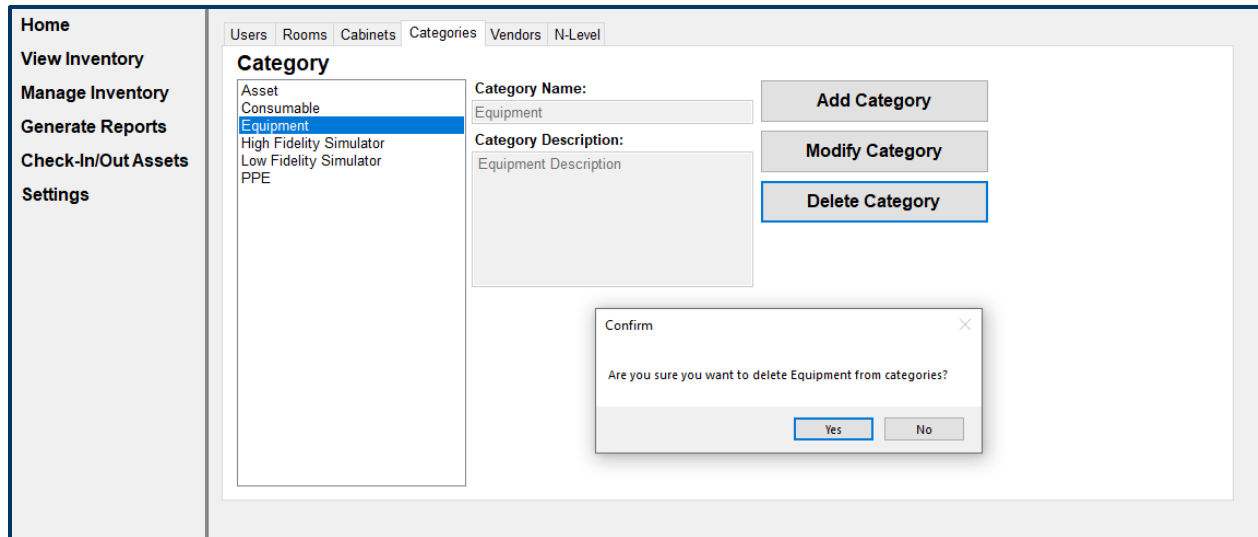 Home
View Inventory
Manage Inventory
Generate Reports
Check-In/Out Assets
Settings
Users Rooms Cabinets Categories Vendors N-Level
Category
Asset
Consumable
Equipment
High Fidelity Simulator
Low Fidelity Simulator
PPE
Category Name:
Equipment
Category Description:
Equipment Description
Add Category
Modify Category
Delete Category
Confirm
Are you sure you want to delete Equipment from categories?
Yes No